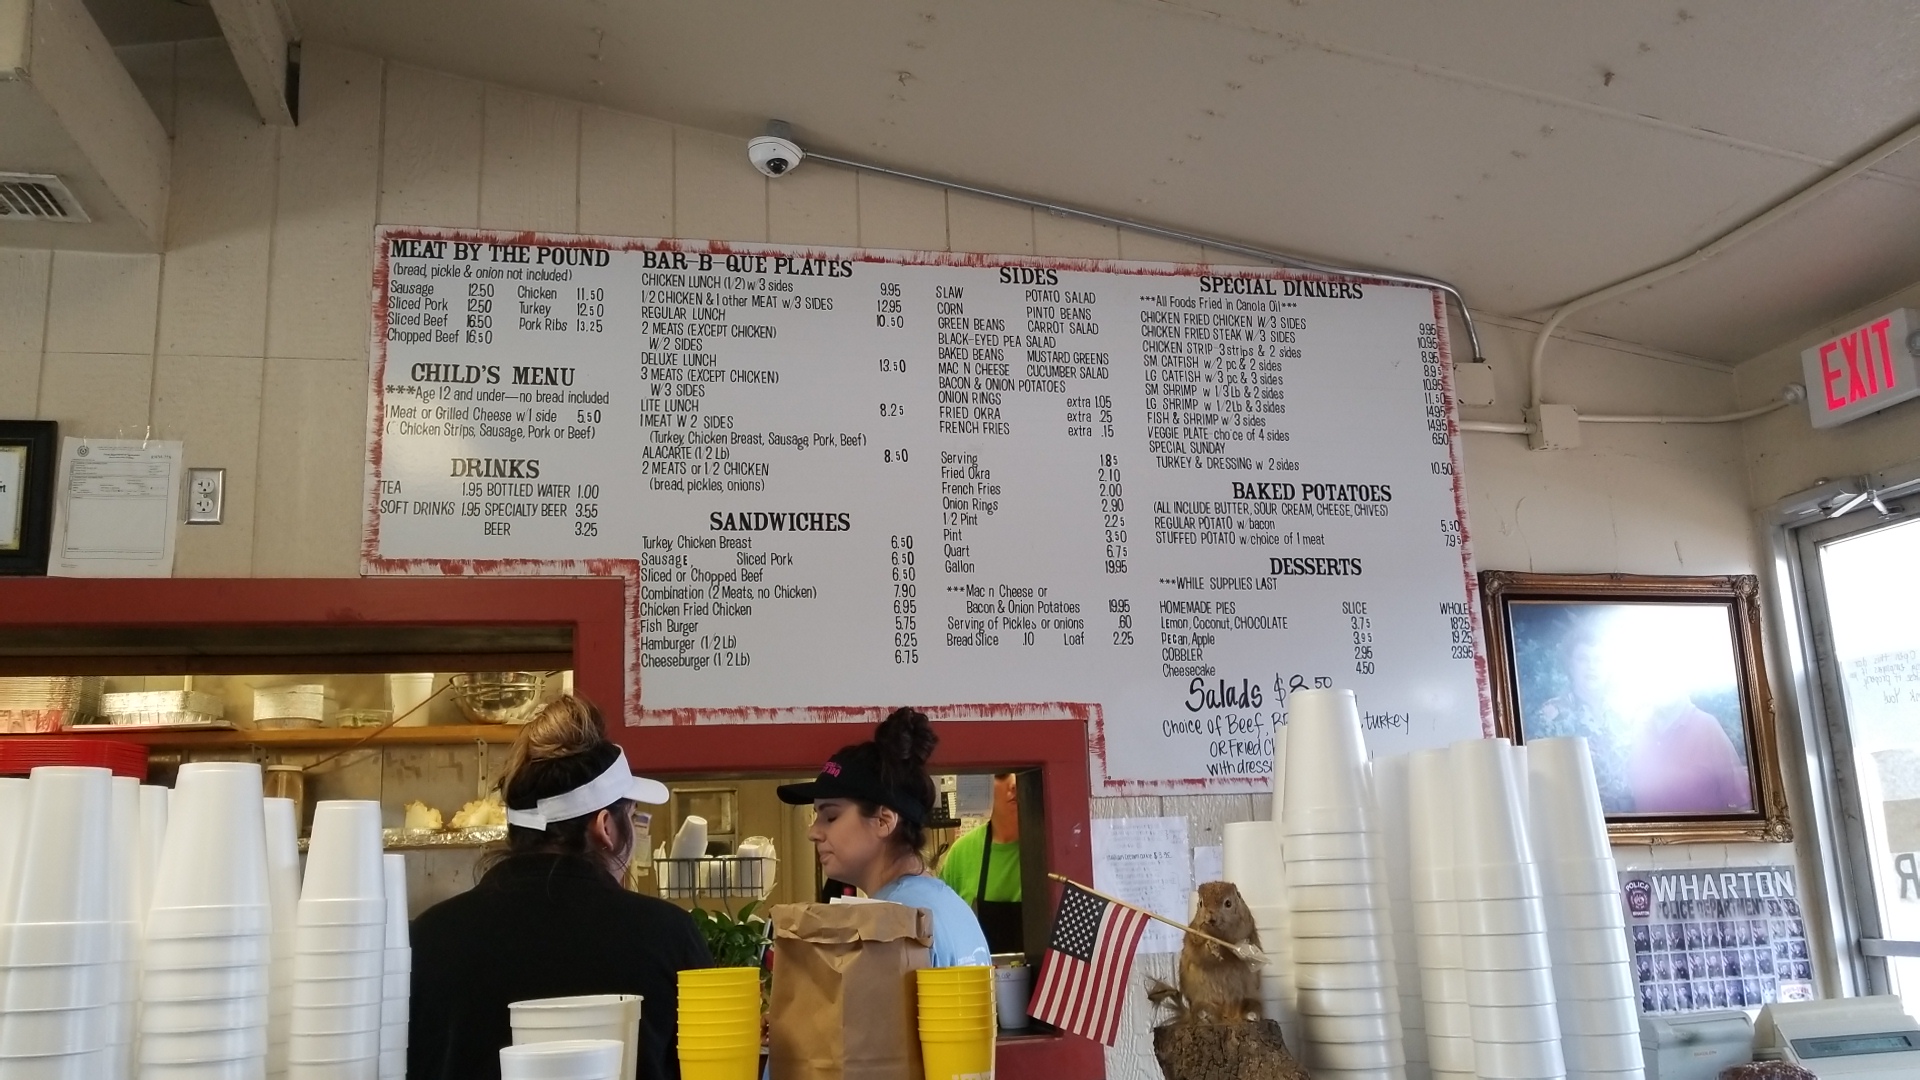 MEAT BY THE POUND
(bread, pickle & onion not included)
Sausage 12.50 Chicken 11.50
Sliced Pork 12.50 Turkey 12.50
Sliced Beef 16.50 Pork Ribs 13.25
Chopped Beef 16.50
CHILD'S MENU
***Age 12 and under—no bread included
1 Meat or Grilled Cheese w 1 side 5.50
( Chicken Strips, Sausage, Pork or Beef)
DRINKS
TEA 1.95 BOTTLED WATER 1.00
SOFT DRINKS 1.95 SPECIALTY BEER 3.55
BEER 3.25
BAR-B-QUE PLATES
CHICKEN LUNCH (1/2) w 3 sides 9.95
1/2 CHICKEN & 1 other MEAT w/3 SIDES 12.95
REGULAR LUNCH 10.50
2 MEATS (EXCEPT CHICKEN)
W/2 SIDES
DELUXE LUNCH 13.50
3 MEATS (EXCEPT CHICKEN)
W/3 SIDES
LITE LUNCH 8.25
1 MEAT W 2 SIDES
(Turkey, Chicken Breast, Sausage, Pork, Beef)
ALACARTE (1/2 Lb) 8.50
2 MEATS or 1/2 CHICKEN
(bread, pickles, onions)
SANDWICHES
Turkey, Chicken Breast 6.50
Sausage Sliced Pork 6.50
Sliced or Chopped Beef 6.50
Combination (2 Meats, no Chicken) 7.90
Chicken Fried Chicken 6.95
Fish Burger 5.75
Hamburger (1/2 Lb) 6.25
Cheeseburger (1/2 Lb) 6.75
SIDES
SLAW POTATO SALAD
CORN PINTO BEANS
GREEN BEANS CARROT SALAD
BLACK-EYED PEA SALAD
BAKED BEANS MUSTARD GREENS
MAC N CHEESE CUCUMBER SALAD
BACON & ONION POTATOES
ONION RINGS extra 1.05
FRIED OKRA extra .25
FRENCH FRIES extra .15
Serving 1.85
Fried Okra 2.10
French Fries 2.00
Onion Rings 2.90
1/2 Pint 2.25
Pint 3.50
Quart 6.75
Gallon 19.95
***Mac n Cheese or
Bacon & Onion Potatoes 19.95
Serving of Pickles or onions .60
Bread Slice .10 Loaf 2.25
SPECIAL DINNERS
***All Foods Fried in Canola Oil***
CHICKEN FRIED CHICKEN W/3 SIDES 9.95
CHICKEN FRIED STEAK W/3 SIDES 10.95
CHICKEN STRIP-3 strips & 2 sides 8.95
SM CATFISH w/2 pc & 2 sides 8.95
LG CATFISH w/3 pc & 3 sides 10.95
SM SHRIMP w 1/3 Lb & 2 sides 11.50
LG SHRIMP w 1/2 Lb & 3 sides 14.95
FISH & SHRIMP w/3 sides 14.95
VEGGIE PLATE choice of 4 sides 6.50
SPECIAL SUNDAY
TURKEY & DRESSING w 2 sides 10.50
BAKED POTATOES
(ALL INCLUDE BUTTER, SOUR CREAM, CHEESE, CHIVES)
REGULAR POTATO w/bacon 5.50
STUFFED POTATO w/choice of 1 meat 7.95
DESSERTS
***WHILE SUPPLIES LAST
HOMEMADE PIES SLICE WHOLE
Lemon, Coconut, CHOCOLATE 3.75 18.25
Pecan, Apple 3.95 19.25
COBBLER 2.95 23.95
Cheesecake 4.50
Salads $8.50
Choice of Beef, turkey
OR Fried Ch
with dressi
EXIT
POLICE
WHARTON
POLICE DEPARTMENT